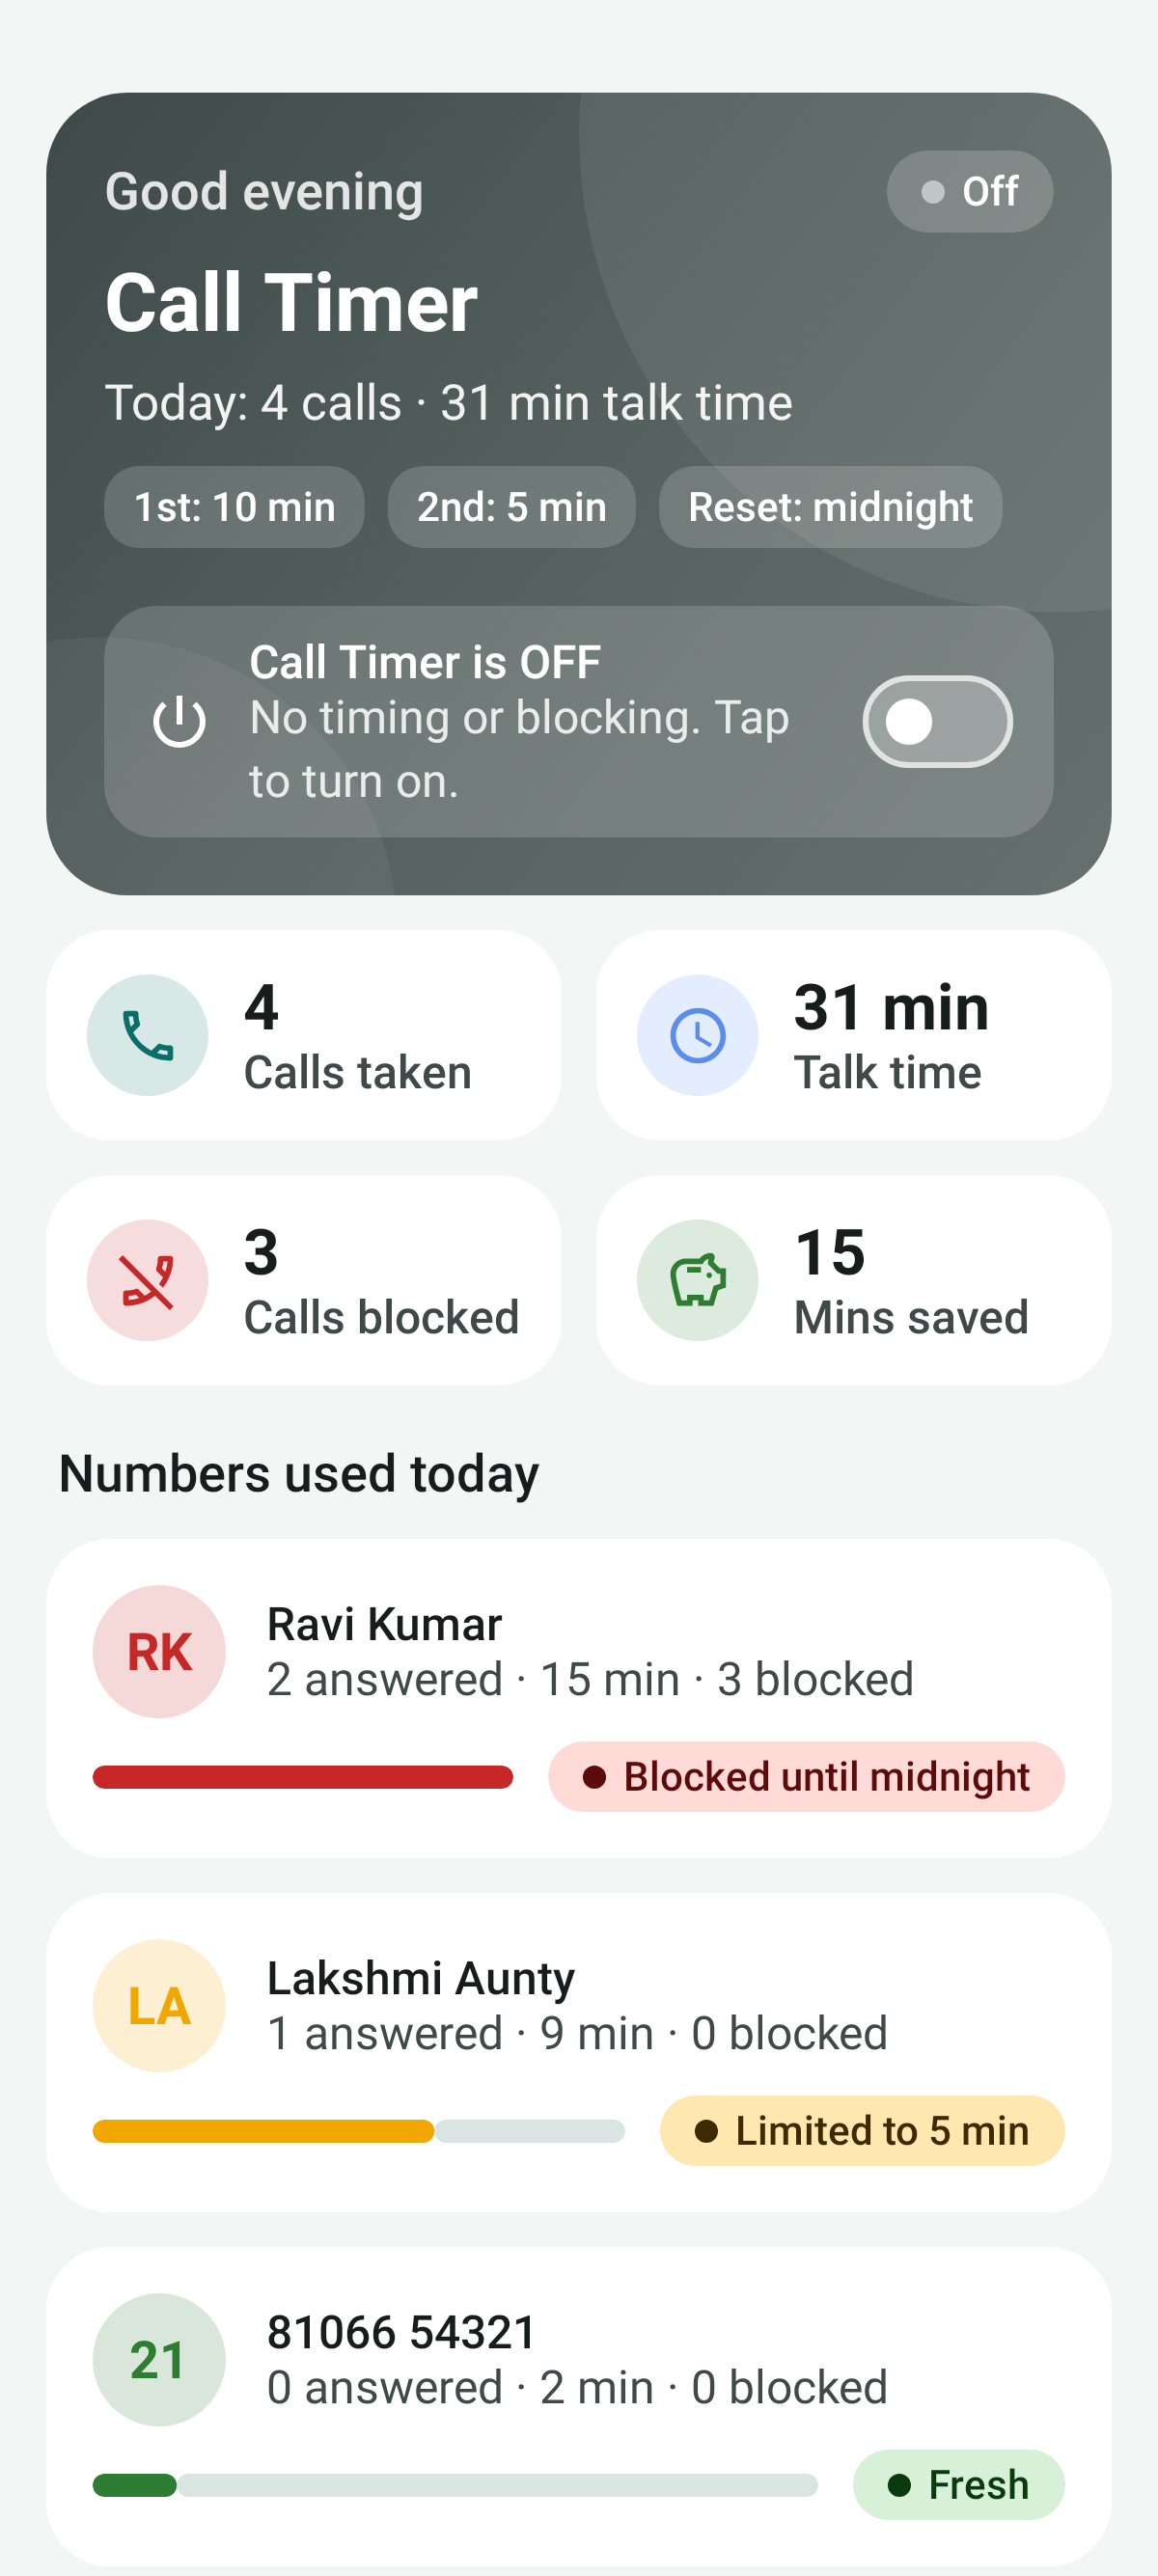 Good evening
Off
Call Timer
Today: 4 calls · 31 min talk time
1st: 10 min
2nd: 5 min
Reset: midnight
Call Timer is OFF
No timing or blocking. Tap
to turn on.
4
Calls taken
31 min
Talk time
3
Calls blocked
15
Mins saved
Numbers used today
RK
Ravi Kumar
2 answered · 15 min · 3 blocked
Blocked until midnight
LA
Lakshmi Aunty
1 answered · 9 min · 0 blocked
Limited to 5 min
21
81066 54321
0 answered · 2 min · 0 blocked
Fresh